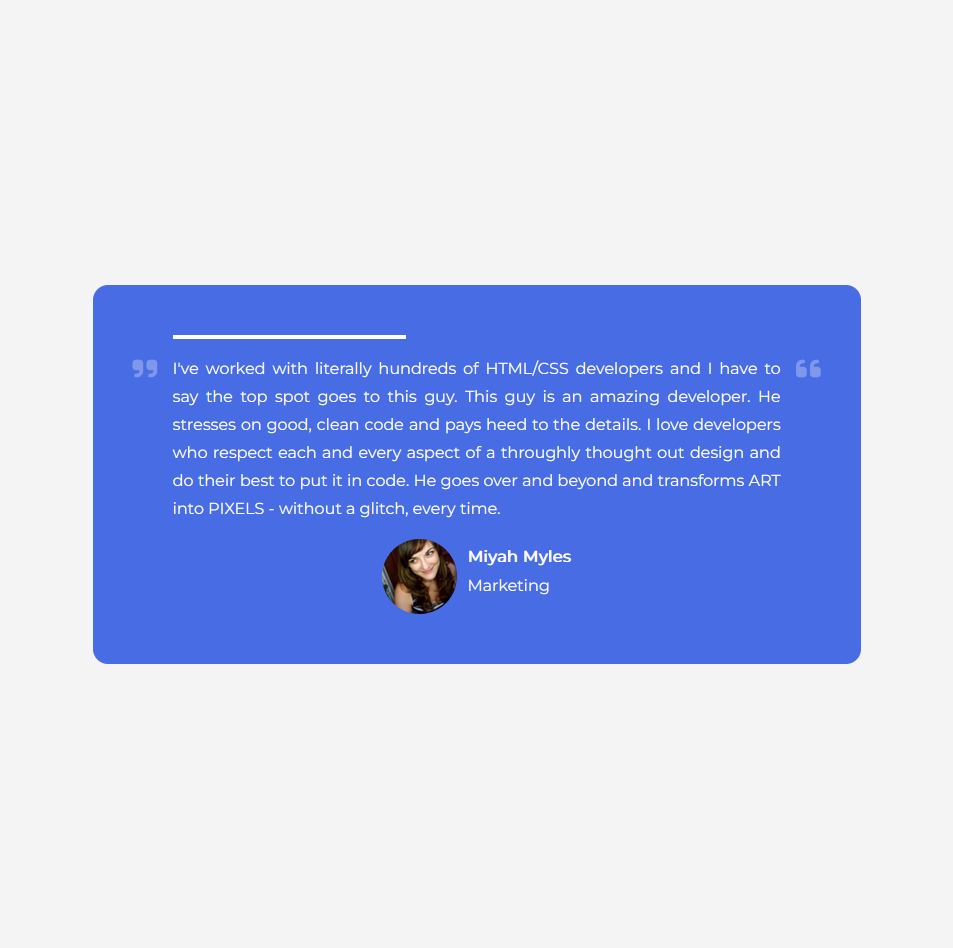 I've worked with literally hundreds of HTML/CSS developers and I have to
say the top spot goes to this guy. This guy is an amazing developer. He
stresses on good, clean code and pays heed to the details. I love developers
who respect each and every aspect of a throughly thought out design and
do their best to put it in code. He goes over and beyond and transforms ART
into PIXELS - without a glitch, every time.
Miyah Myles
Marketing